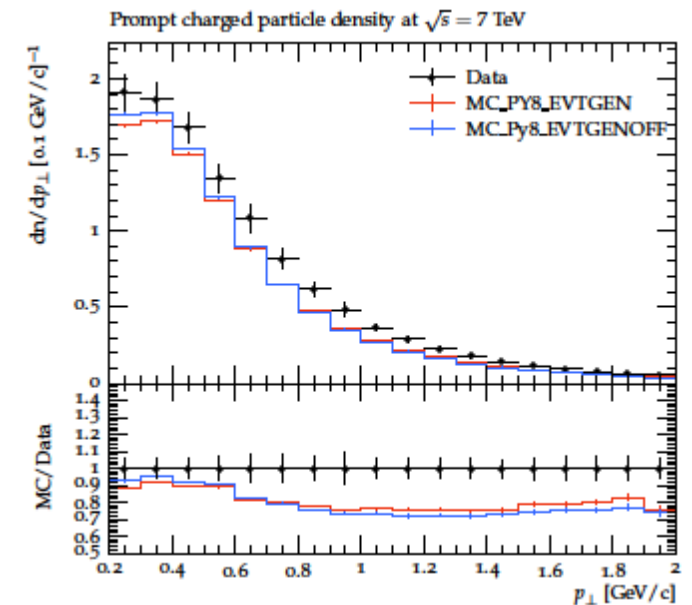 Prompt charged particle density at √s = 7 TeV
dn/dp⊥ [0.1 GeV/c]⁻¹
2
1.5
1
0.5
0
Data
MC_PY8_EVTGEN
MC_Py8_EVTGENOFF
MC/Data
1.4
1.3
1.2
1.1
1
0.9
0.8
0.7
0.6
0.5
0.2 0.4 0.6 0.8 1 1.2 1.4 1.6 1.8 2
p⊥ [GeV/c]